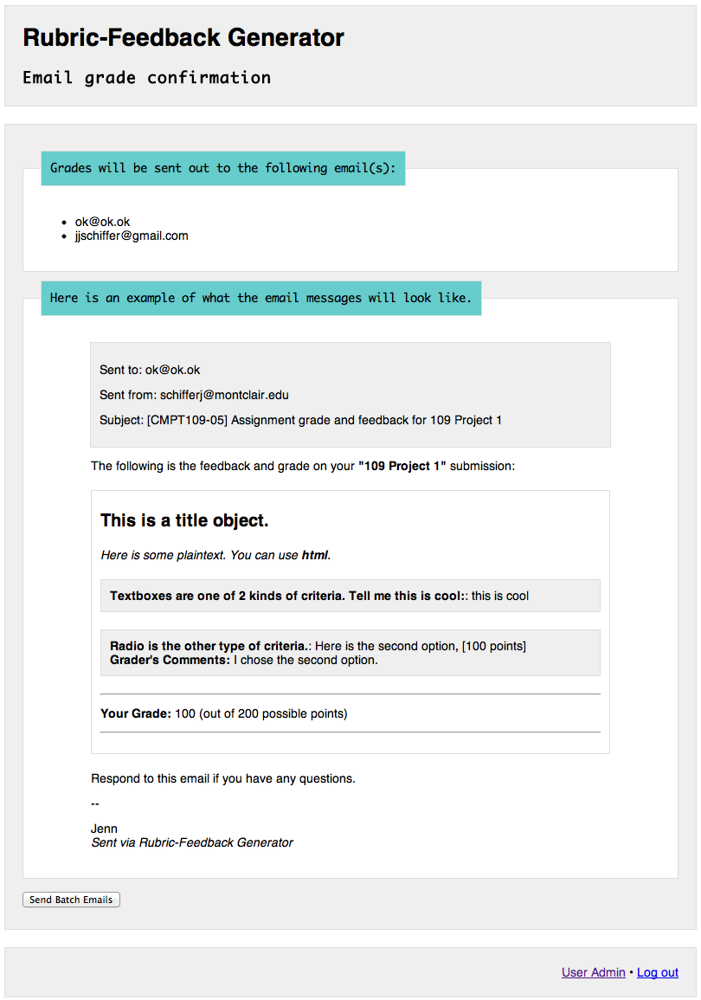 Rubric-Feedback Generator
Email grade confirmation
Grades will be sent out to the following email(s):
• ok@ok.ok
• jjschiffer@gmail.com
Here is an example of what the email messages will look like.
Sent to: ok@ok.ok
Sent from: schifferj@montclair.edu
Subject: [CMPT109-05] Assignment grade and feedback for 109 Project 1
The following is the feedback and grade on your "109 Project 1" submission:
This is a title object.
Here is some plaintext. You can use html.
Textboxes are one of 2 kinds of criteria. Tell me this is cool:: this is cool
Radio is the other type of criteria.: Here is the second option, [100 points]
Grader's Comments: I chose the second option.
Your Grade: 100 (out of 200 possible points)
Respond to this email if you have any questions.
--
Jenn
Sent via Rubric-Feedback Generator
Send Batch Emails
User Admin • Log out